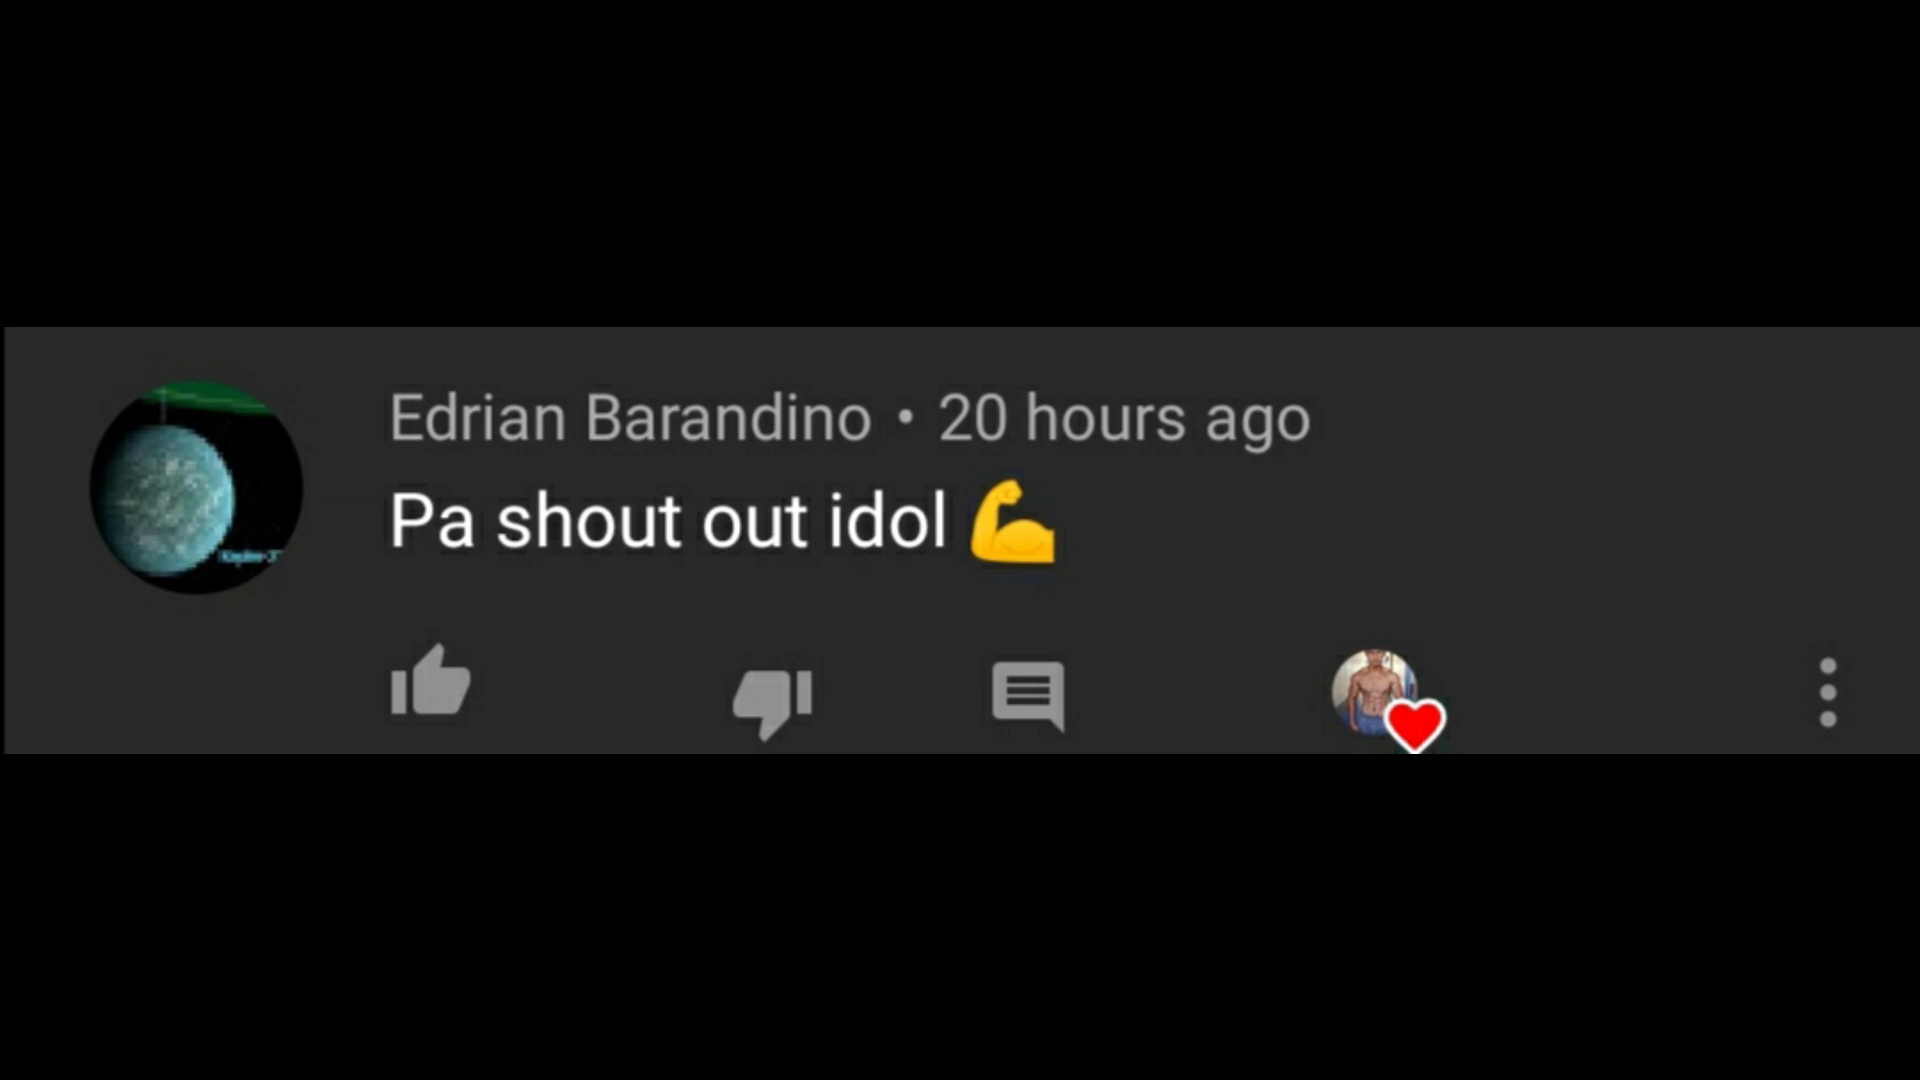 Edrian Barandino • 20 hours ago
Pa shout out idol 💪